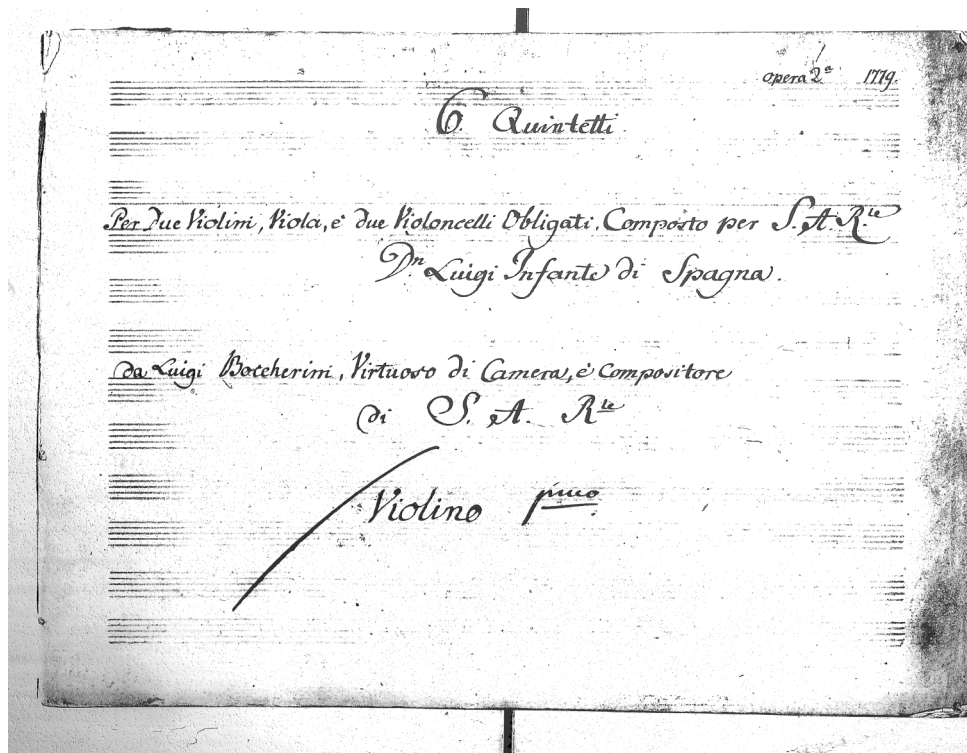 opera 2ª 1779.
6. Quintetti
Per Due Violini, Viola, è due Violoncelli Obligati. Composto per S. A. R.le
D.n Luigi Infante di Spagna.
da Luigi Boccherini, Virtuoso di Camera, è Compositore
di S. A. R.le
Violino p.mo